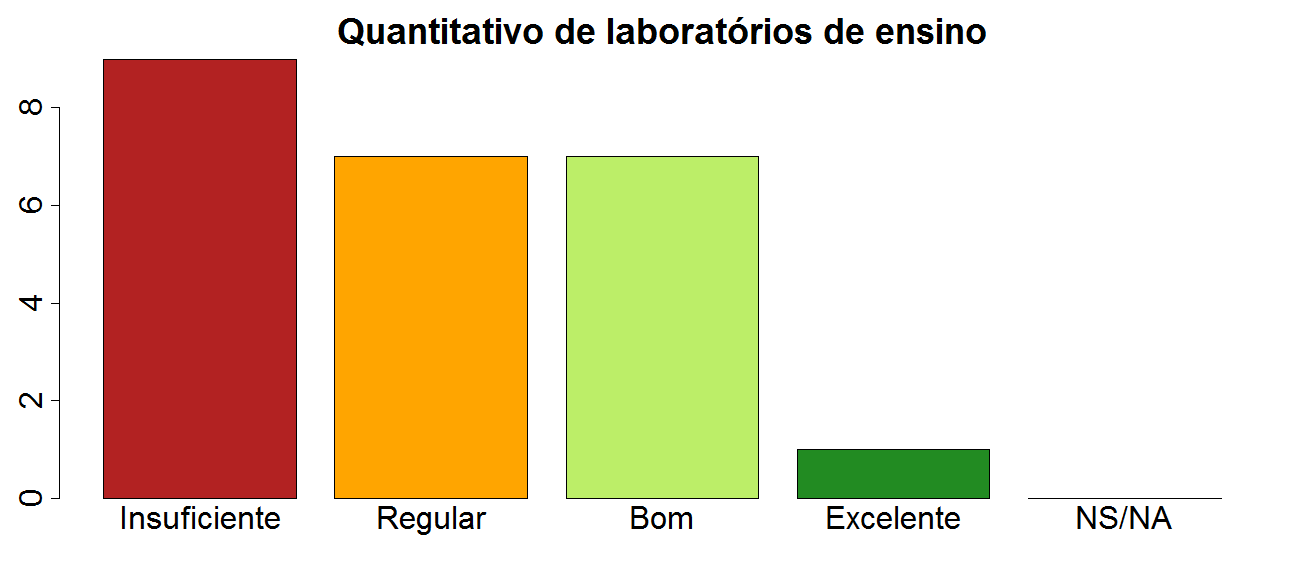 Quantitativo de laboratórios de ensino
8
6
4
2
0
Insuficiente Regular Bom Excelente NS/NA